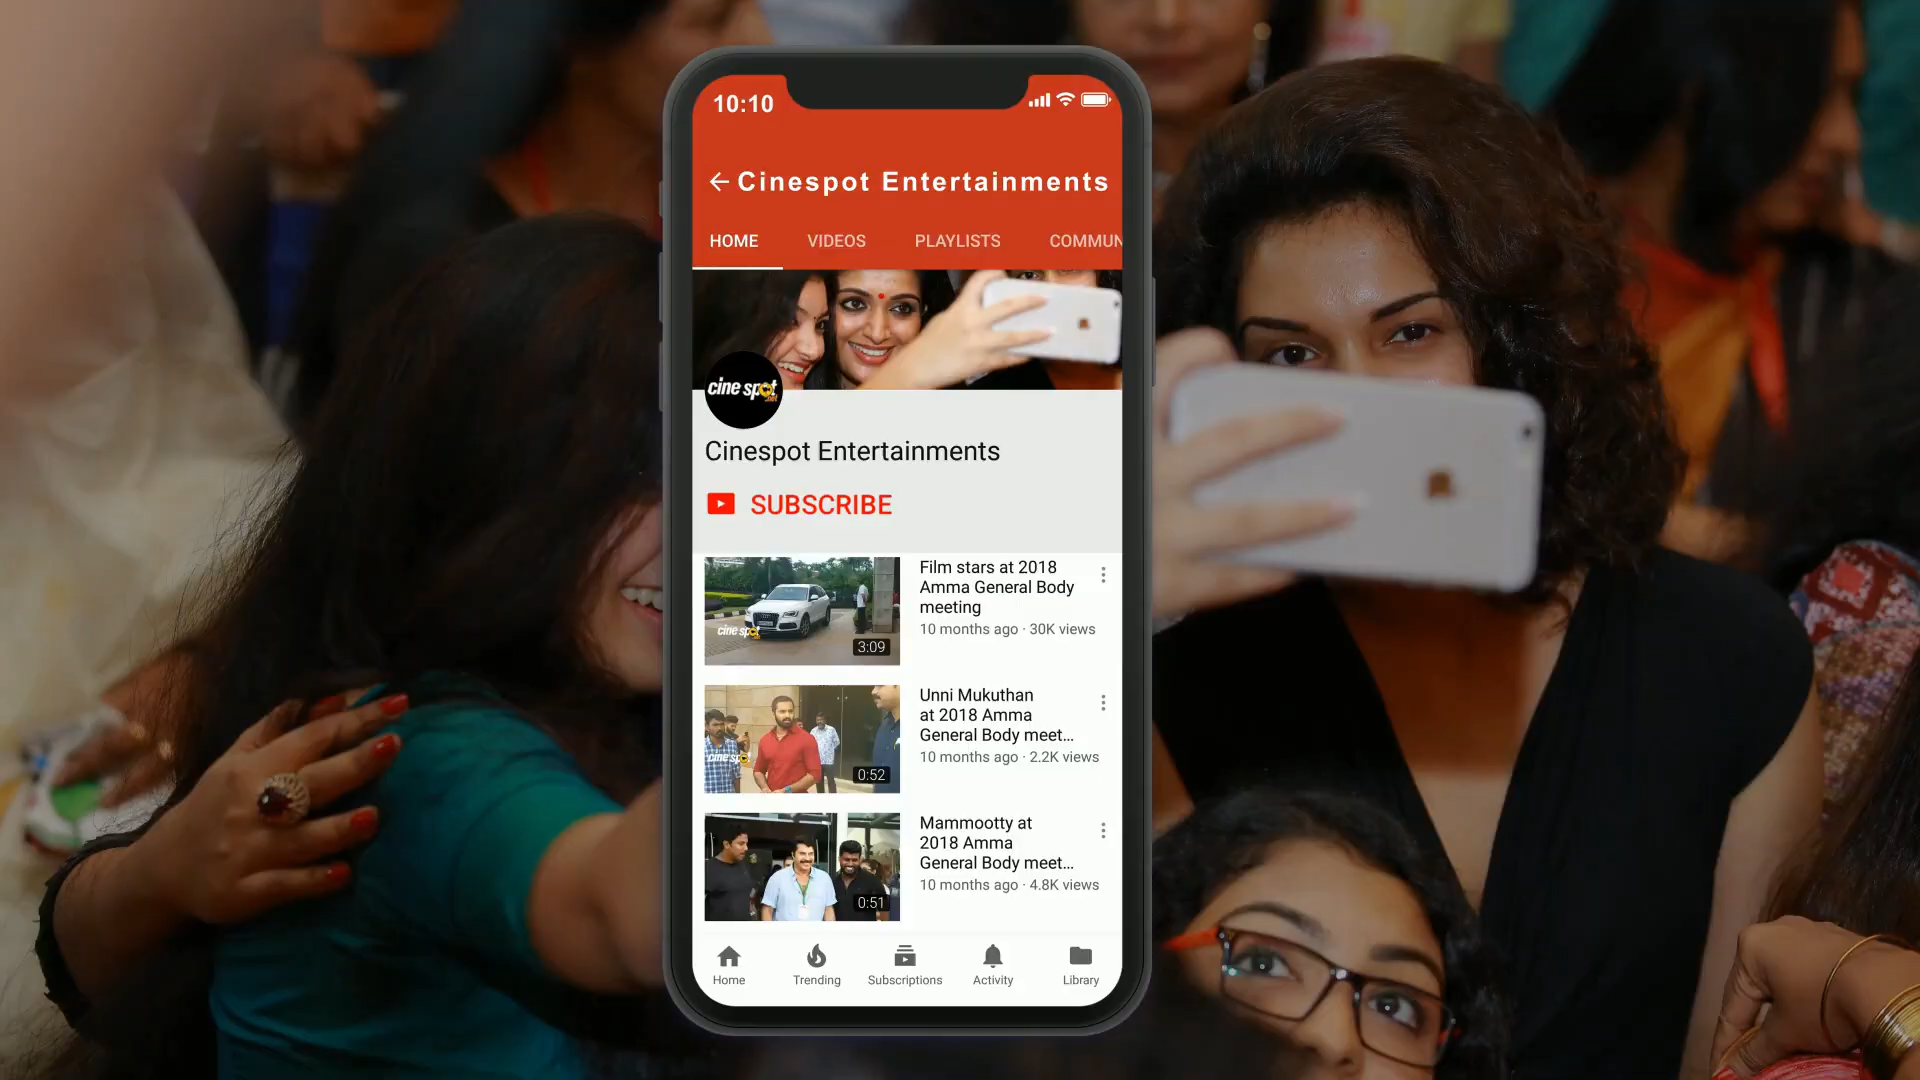 10:10
Cinespot Entertainments
HOME VIDEOS PLAYLISTS COMMUN
cine spot
.net
Cinespot Entertainments
SUBSCRIBE
Film stars at 2018
Amma General Body
meeting
10 months ago · 30K views
cine spot
3:09
Unni Mukuthan
at 2018 Amma
General Body meet...
10 months ago · 2.2K views
cine spot
0:52
Mammootty at
2018 Amma
General Body meet...
10 months ago · 4.8K views
0:51
Home Trending Subscriptions Activity Library